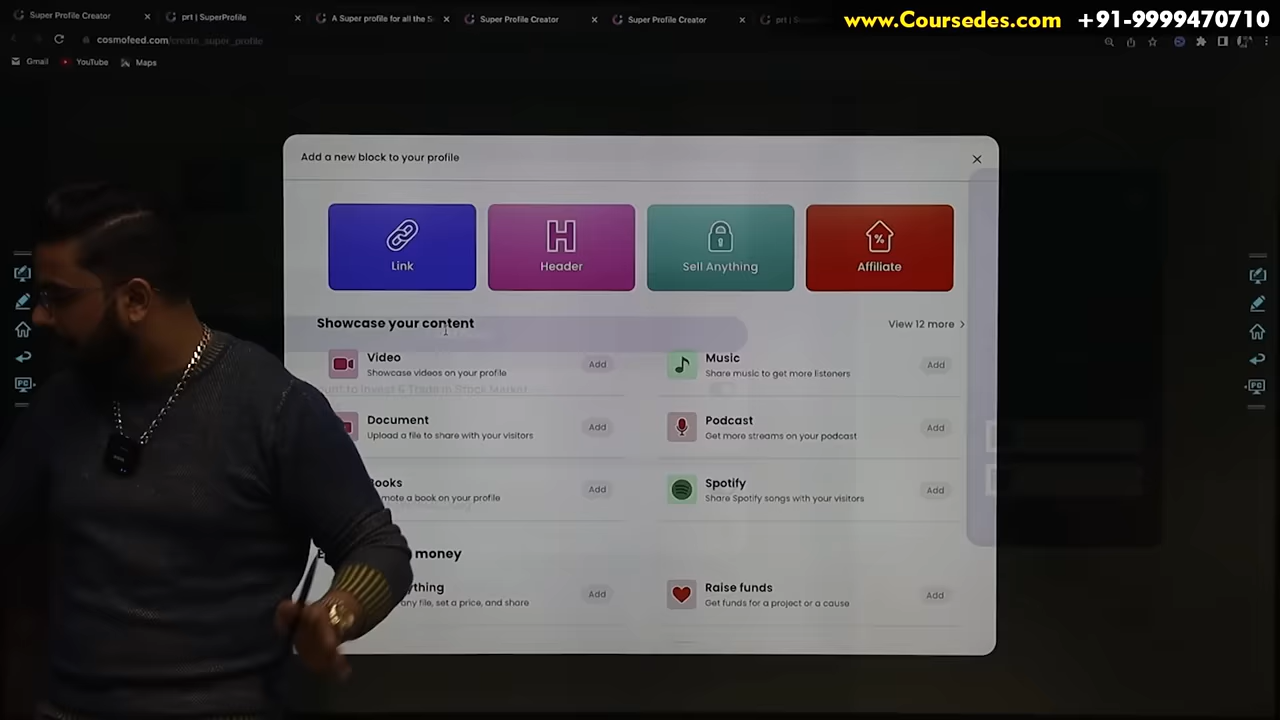 www.Coursedes.com +91-9999470710
Super Profile Creator
pr1 | SuperProfile
A Super profile for all the S
Super Profile Creator
Super Profile Creator
cosmofeed.com/create_super_profile
Gmail
YouTube
Maps
Add a new block to your profile
Link
Header
Sell Anything
Affiliate
Showcase your content
View 12 more >
Video
Showcase videos on your profile
Add
Music
Share music to get more listeners
Add
Document
Upload a file to share with your visitors
Add
Podcast
Get more streams on your podcast
Add
ooks
mote a book on your profile
Add
Spotify
Share Spotify songs with your visitors
Add
money
ything
any file, set a price, and share
Add
Raise funds
Get funds for a project or a cause
Add
PC
PC